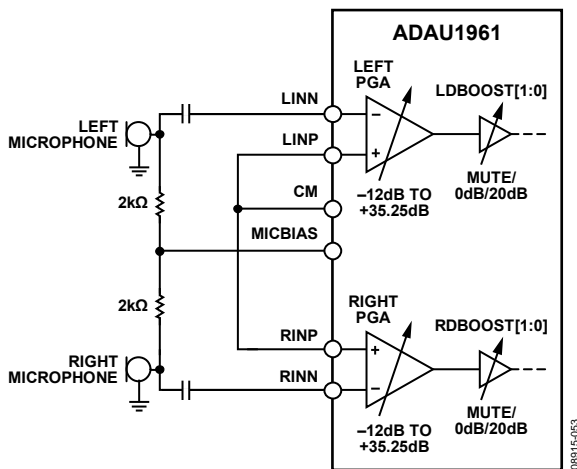 ADAU1961
LEFT
PGA
LDBOOST[1:0]
LINN
LEFT
MICROPHONE
LINP
CM
MUTE/
0dB/20dB
–12dB TO
+35.25dB
2kΩ
MICBIAS
2kΩ
RIGHT
PGA
RDBOOST[1:0]
RINP
RIGHT
MICROPHONE
RINN
MUTE/
0dB/20dB
–12dB TO
+35.25dB
08915-053